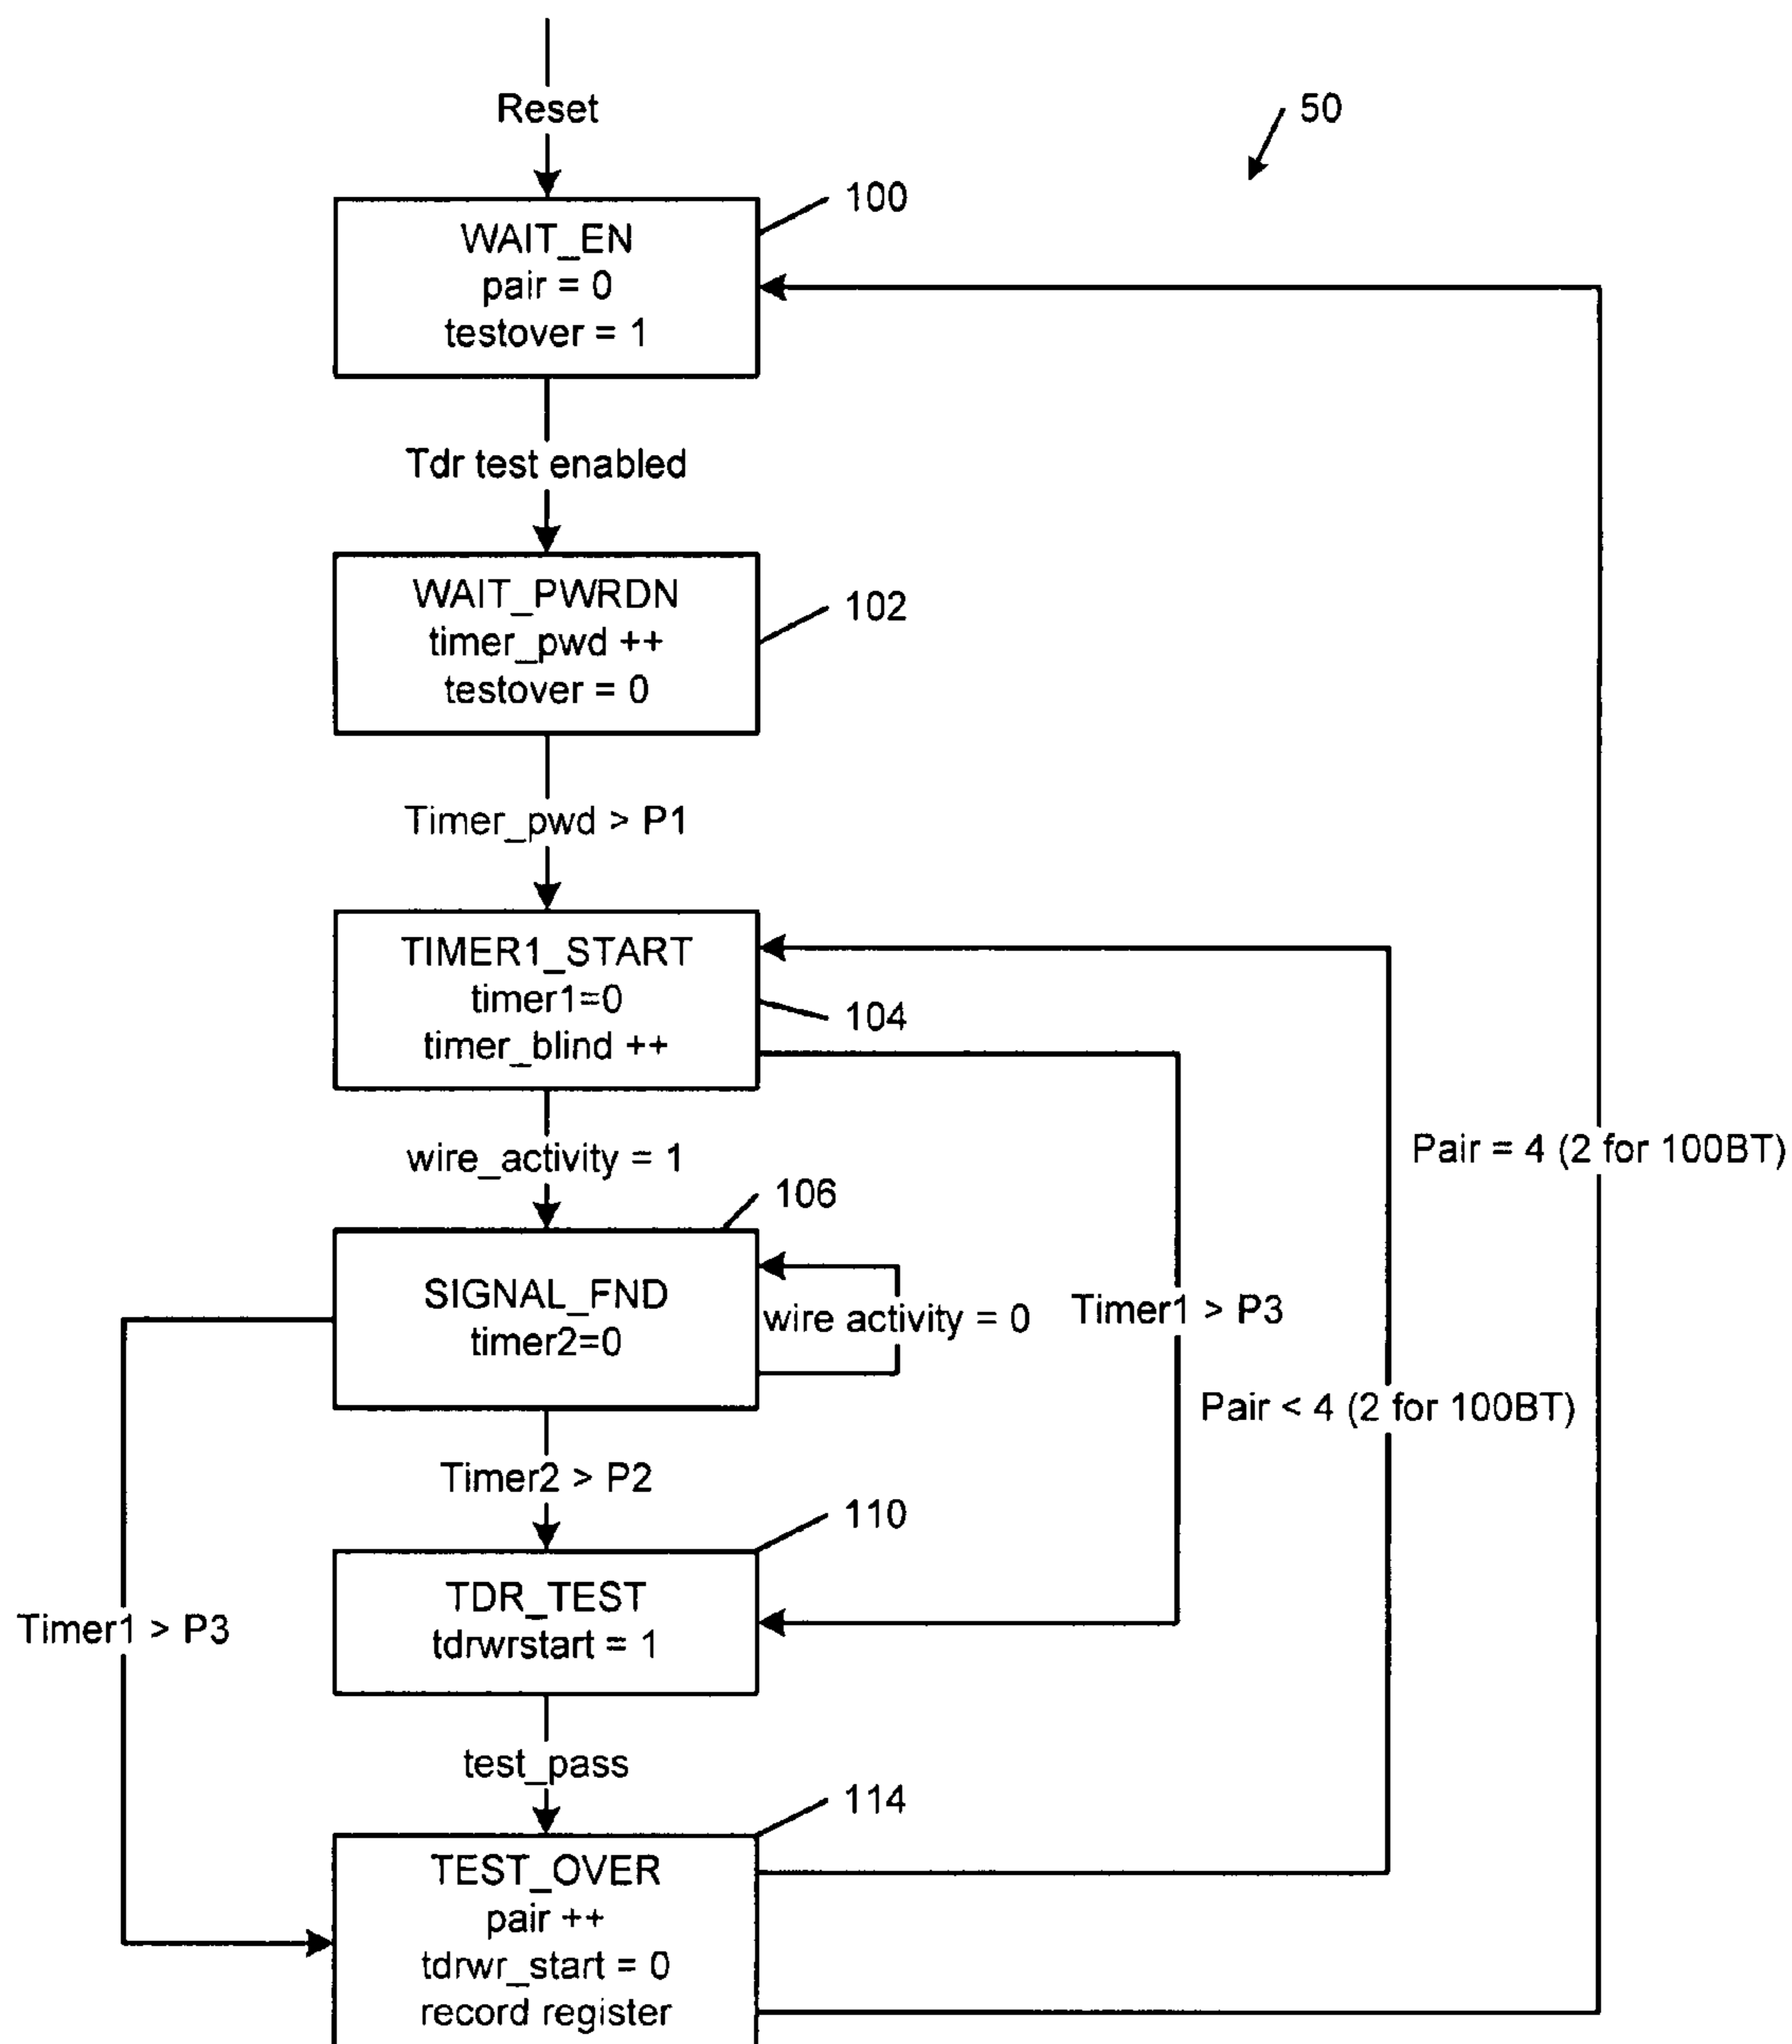 Reset
50
100
WAIT_EN
pair = 0
testover = 1
Tdr test enabled
WAIT_PWRDN
timer_pwd ++
testover = 0
102
Timer_pwd > P1
TIMER1_START
timer1=0
timer_blind ++
104
wire_activity = 1
Pair = 4 (2 for 100BT)
106
SIGNAL_FND
timer2=0
wire activity = 0
Timer1 > P3
Pair < 4 (2 for 100BT)
Timer2 > P2
110
TDR_TEST
tdrwrstart = 1
Timer1 > P3
test_pass
114
TEST_OVER
pair ++
tdrwr_start = 0
record register